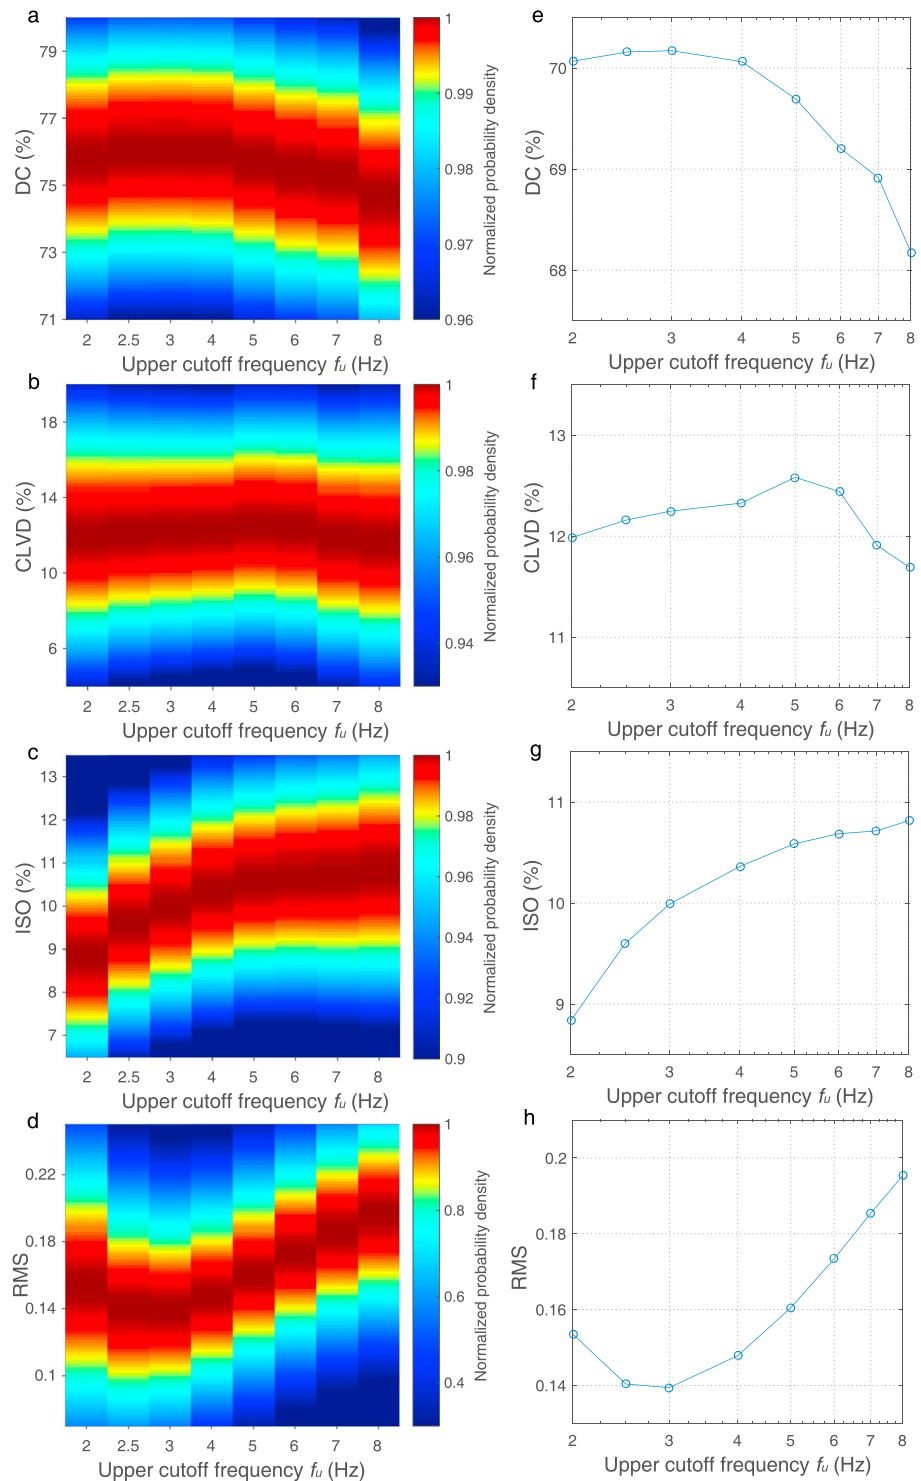 a
79
77
75
73
71
DC (%)
2 2.5 3 4 5 6 7 8
Upper cutoff frequency fu (Hz)
1
0.99
0.98
0.97
0.96
Normalized probability density
e
70
69
68
DC (%)
2 3 4 5 6 7 8
Upper cutoff frequency fu (Hz)
b
18
14
10
6
CLVD (%)
2 2.5 3 4 5 6 7 8
Upper cutoff frequency fu (Hz)
1
0.98
0.96
0.94
Normalized probability density
f
13
12
11
CLVD (%)
2 3 4 5 6 7 8
Upper cutoff frequency fu (Hz)
c
13
12
11
10
9
8
7
ISO (%)
2 2.5 3 4 5 6 7 8
Upper cutoff frequency fu (Hz)
1
0.98
0.96
0.94
0.92
0.9
Normalized probability density
g
11
10
9
ISO (%)
2 3 4 5 6 7 8
Upper cutoff frequency fu (Hz)
d
0.22
0.18
0.14
0.1
RMS
2 2.5 3 4 5 6 7 8
Upper cutoff frequency fu (Hz)
1
0.8
0.6
0.4
Normalized probability density
h
0.2
0.18
0.16
0.14
RMS
2 3 4 5 6 7 8
Upper cutoff frequency fu (Hz)